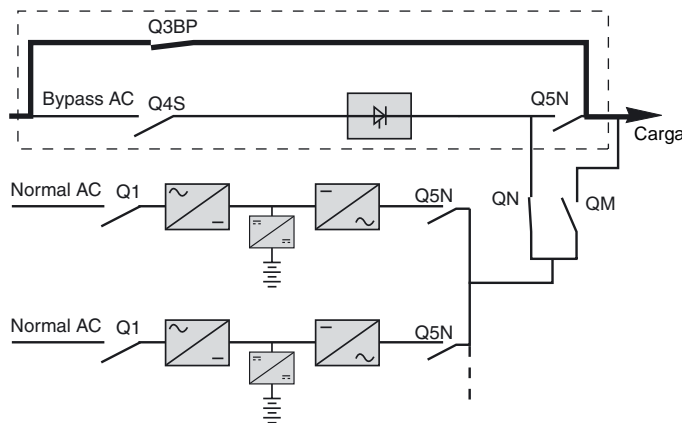 Q3BP
Bypass AC
Q4S
Q5N
Carga
Normal AC
Q1
Q5N
QN
QM
Normal AC
Q1
Q5N